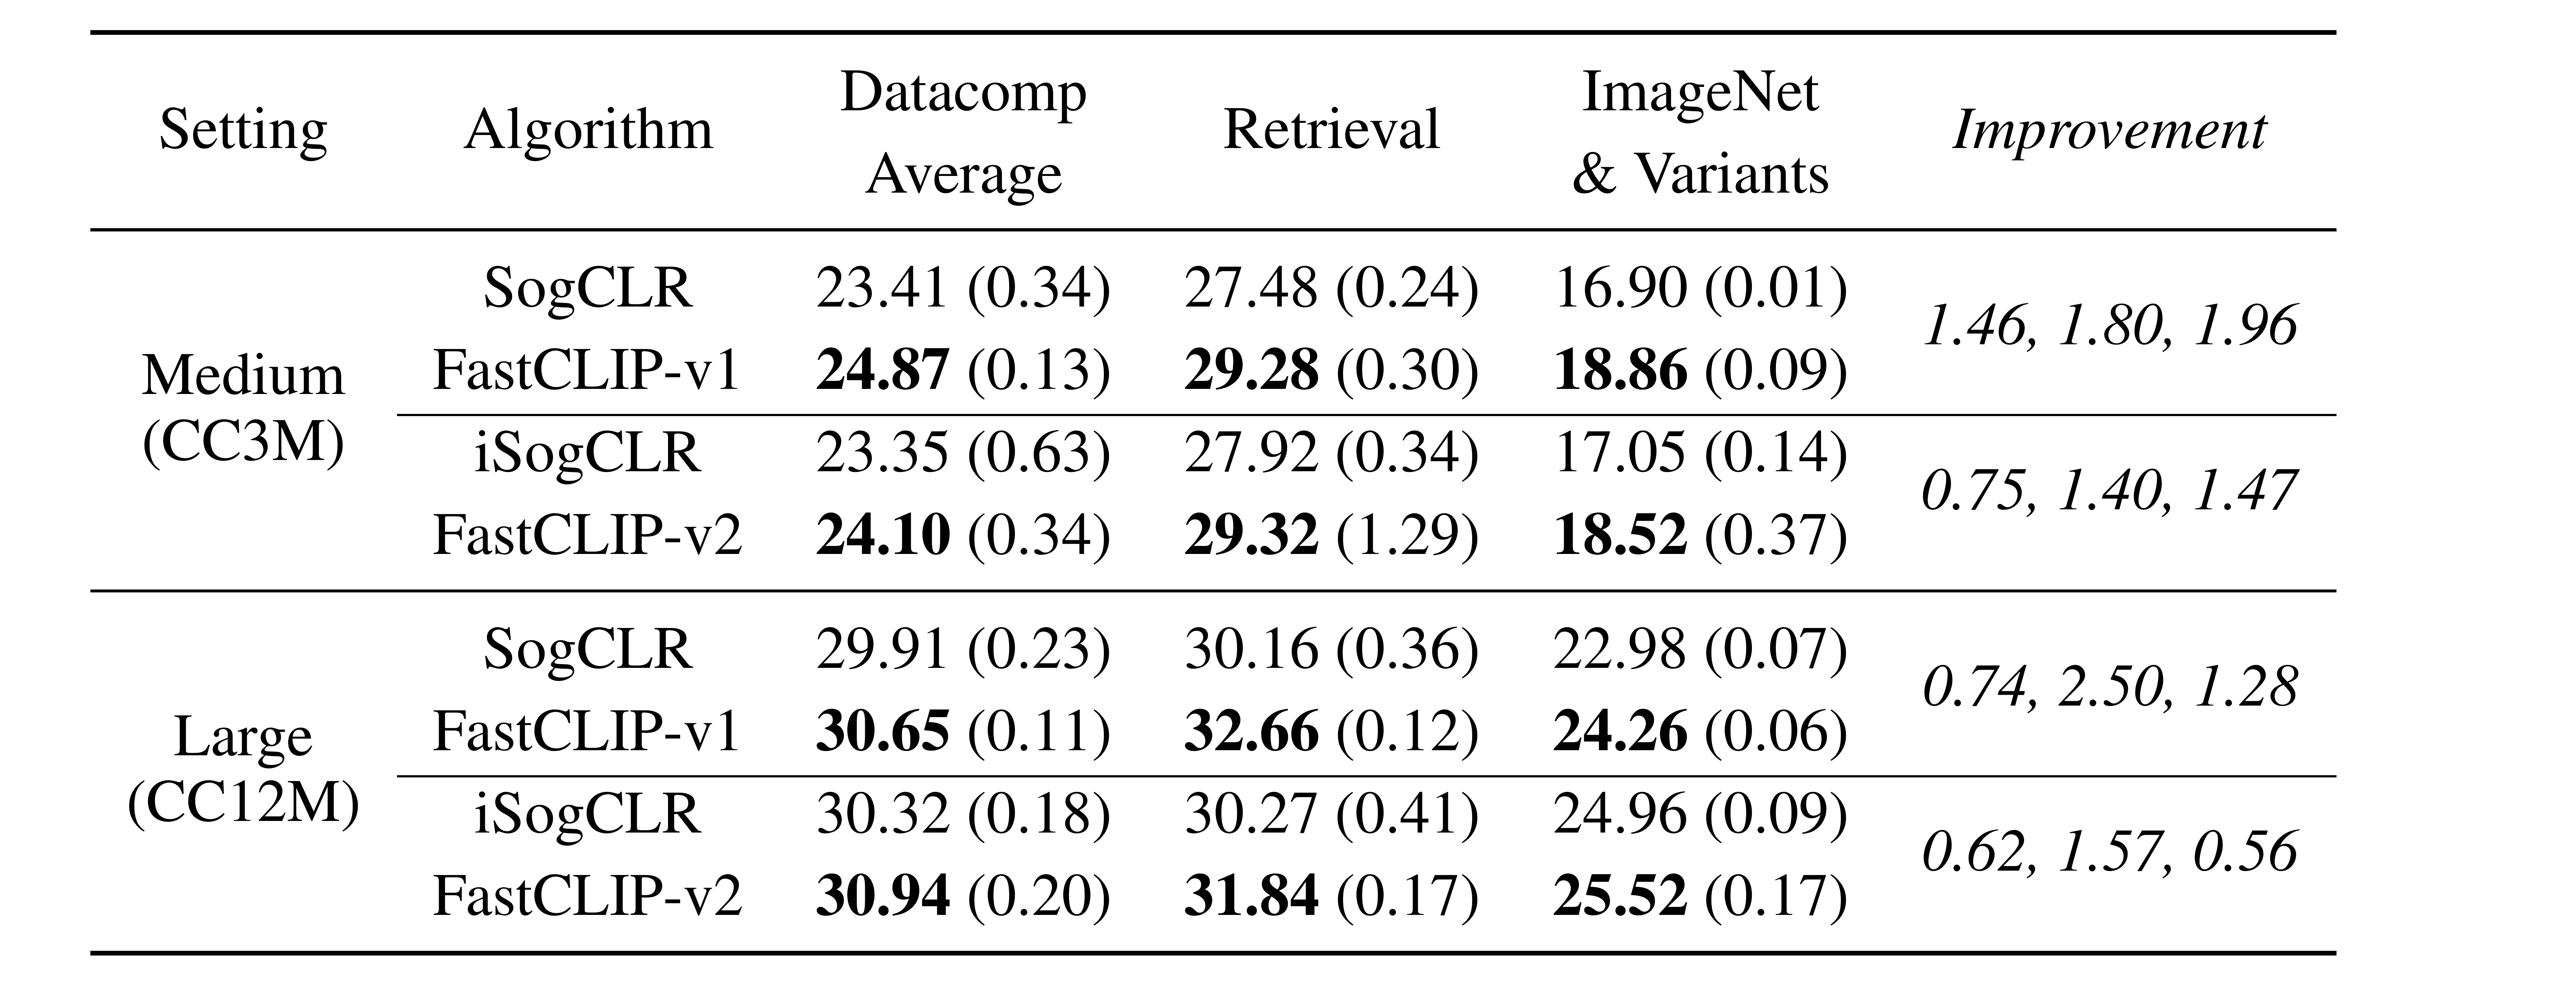 Setting Algorithm Datacomp Average Retrieval ImageNet & Variants Improvement
Medium (CC3M)
SogCLR 23.41 (0.34) 27.48 (0.24) 16.90 (0.01) 1.46, 1.80, 1.96
FastCLIP-v1 24.87 (0.13) 29.28 (0.30) 18.86 (0.09)
iSogCLR 23.35 (0.63) 27.92 (0.34) 17.05 (0.14) 0.75, 1.40, 1.47
FastCLIP-v2 24.10 (0.34) 29.32 (1.29) 18.52 (0.37)
Large (CC12M)
SogCLR 29.91 (0.23) 30.16 (0.36) 22.98 (0.07) 0.74, 2.50, 1.28
FastCLIP-v1 30.65 (0.11) 32.66 (0.12) 24.26 (0.06)
iSogCLR 30.32 (0.18) 30.27 (0.41) 24.96 (0.09) 0.62, 1.57, 0.56
FastCLIP-v2 30.94 (0.20) 31.84 (0.17) 25.52 (0.17)